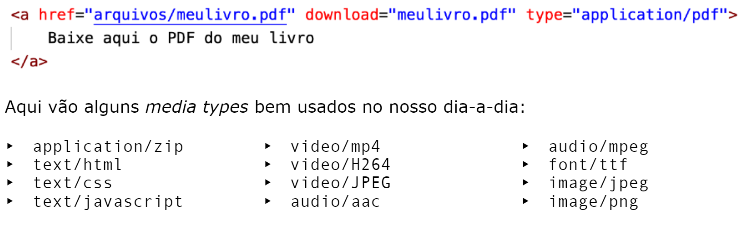 <a href="arquivos/meulivro.pdf" download="meulivro.pdf" type="application/pdf">
Baixe aqui o PDF do meu livro
</a>
Aqui vão alguns media types bem usados no nosso dia-a-dia:
‣ application/zip
‣ text/html
‣ text/css
‣ text/javascript
‣ video/mp4
‣ video/H264
‣ video/JPEG
‣ audio/aac
‣ audio/mpeg
‣ font/ttf
‣ image/jpeg
‣ image/png